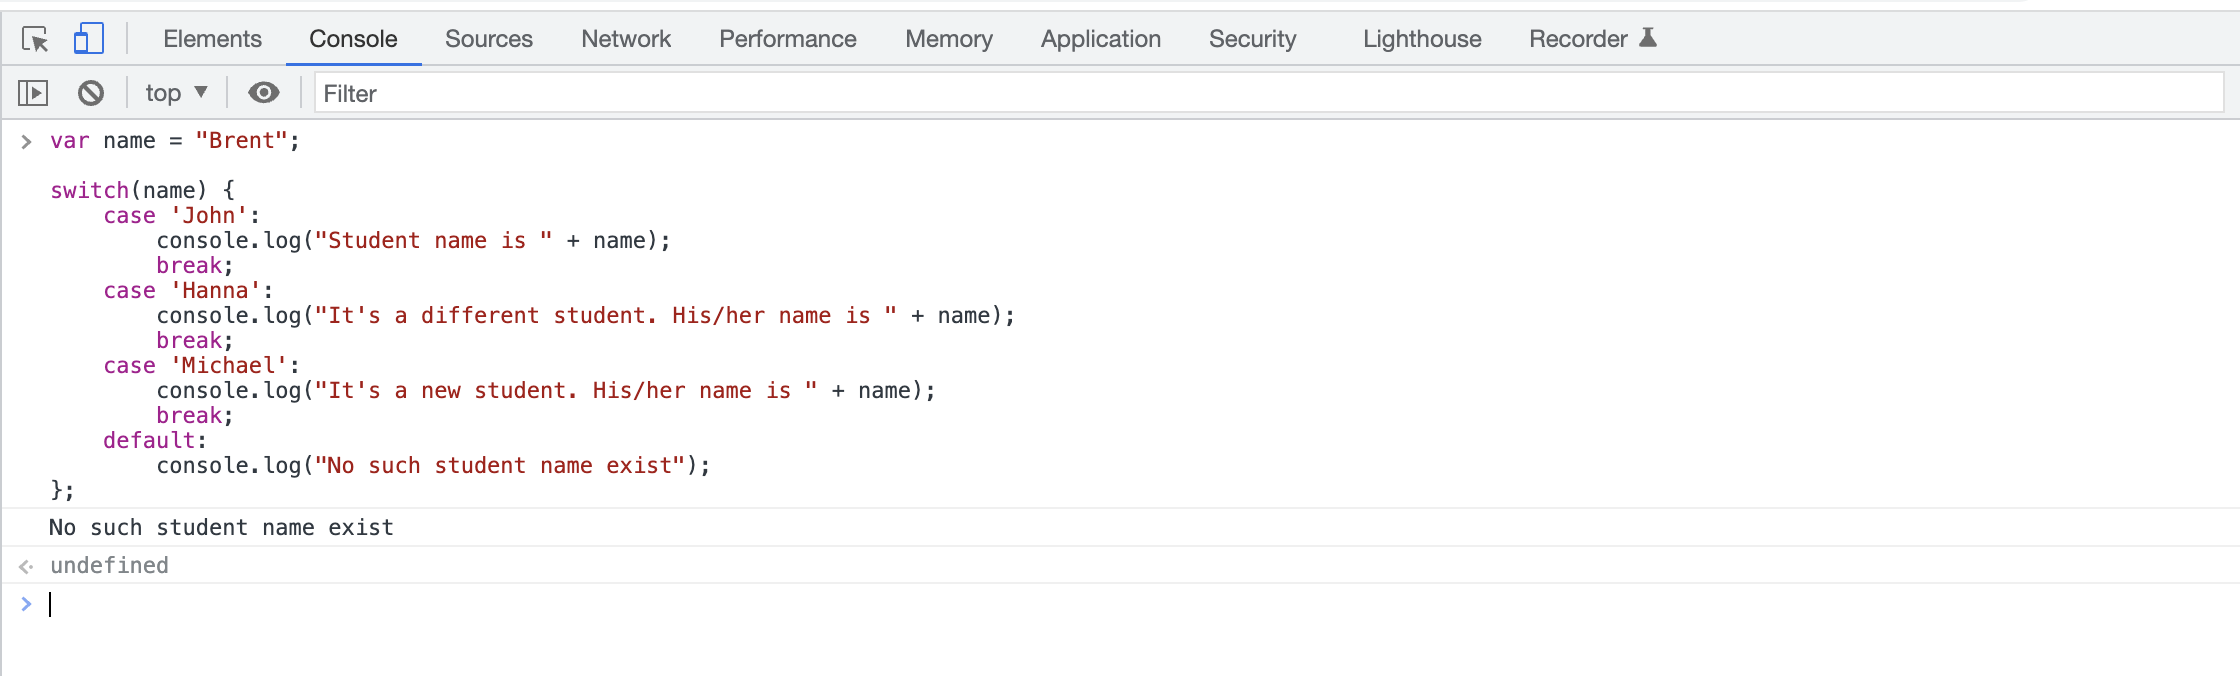 Elements Console Sources Network Performance Memory Application Security Lighthouse Recorder
top Filter
var name = "Brent";
switch(name) {
    case 'John':
        console.log("Student name is " + name);
        break;
    case 'Hanna':
        console.log("It's a different student. His/her name is " + name);
        break;
    case 'Michael':
        console.log("It's a new student. His/her name is " + name);
        break;
    default:
        console.log("No such student name exist");
};
No such student name exist
undefined